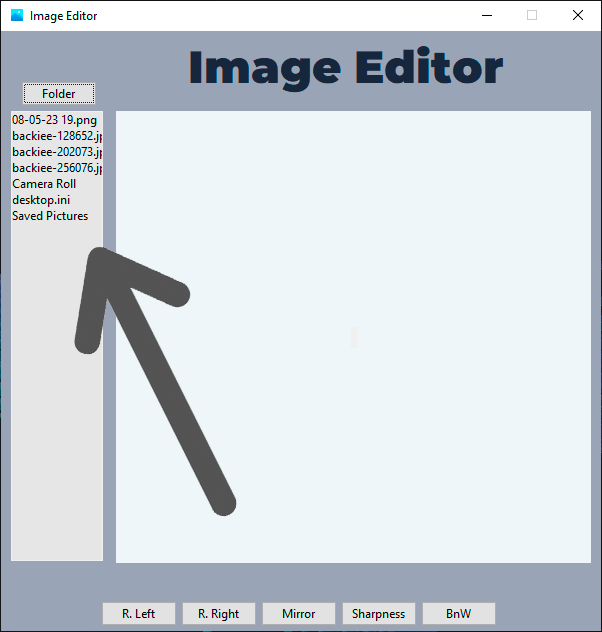 Image Editor
Image Editor
Folder
08-05-23 19.png
backiee-128652.jp
backiee-202073.jp
backiee-256076.jp
Camera Roll
desktop.ini
Saved Pictures
R. Left
R. Right
Mirror
Sharpness
BnW